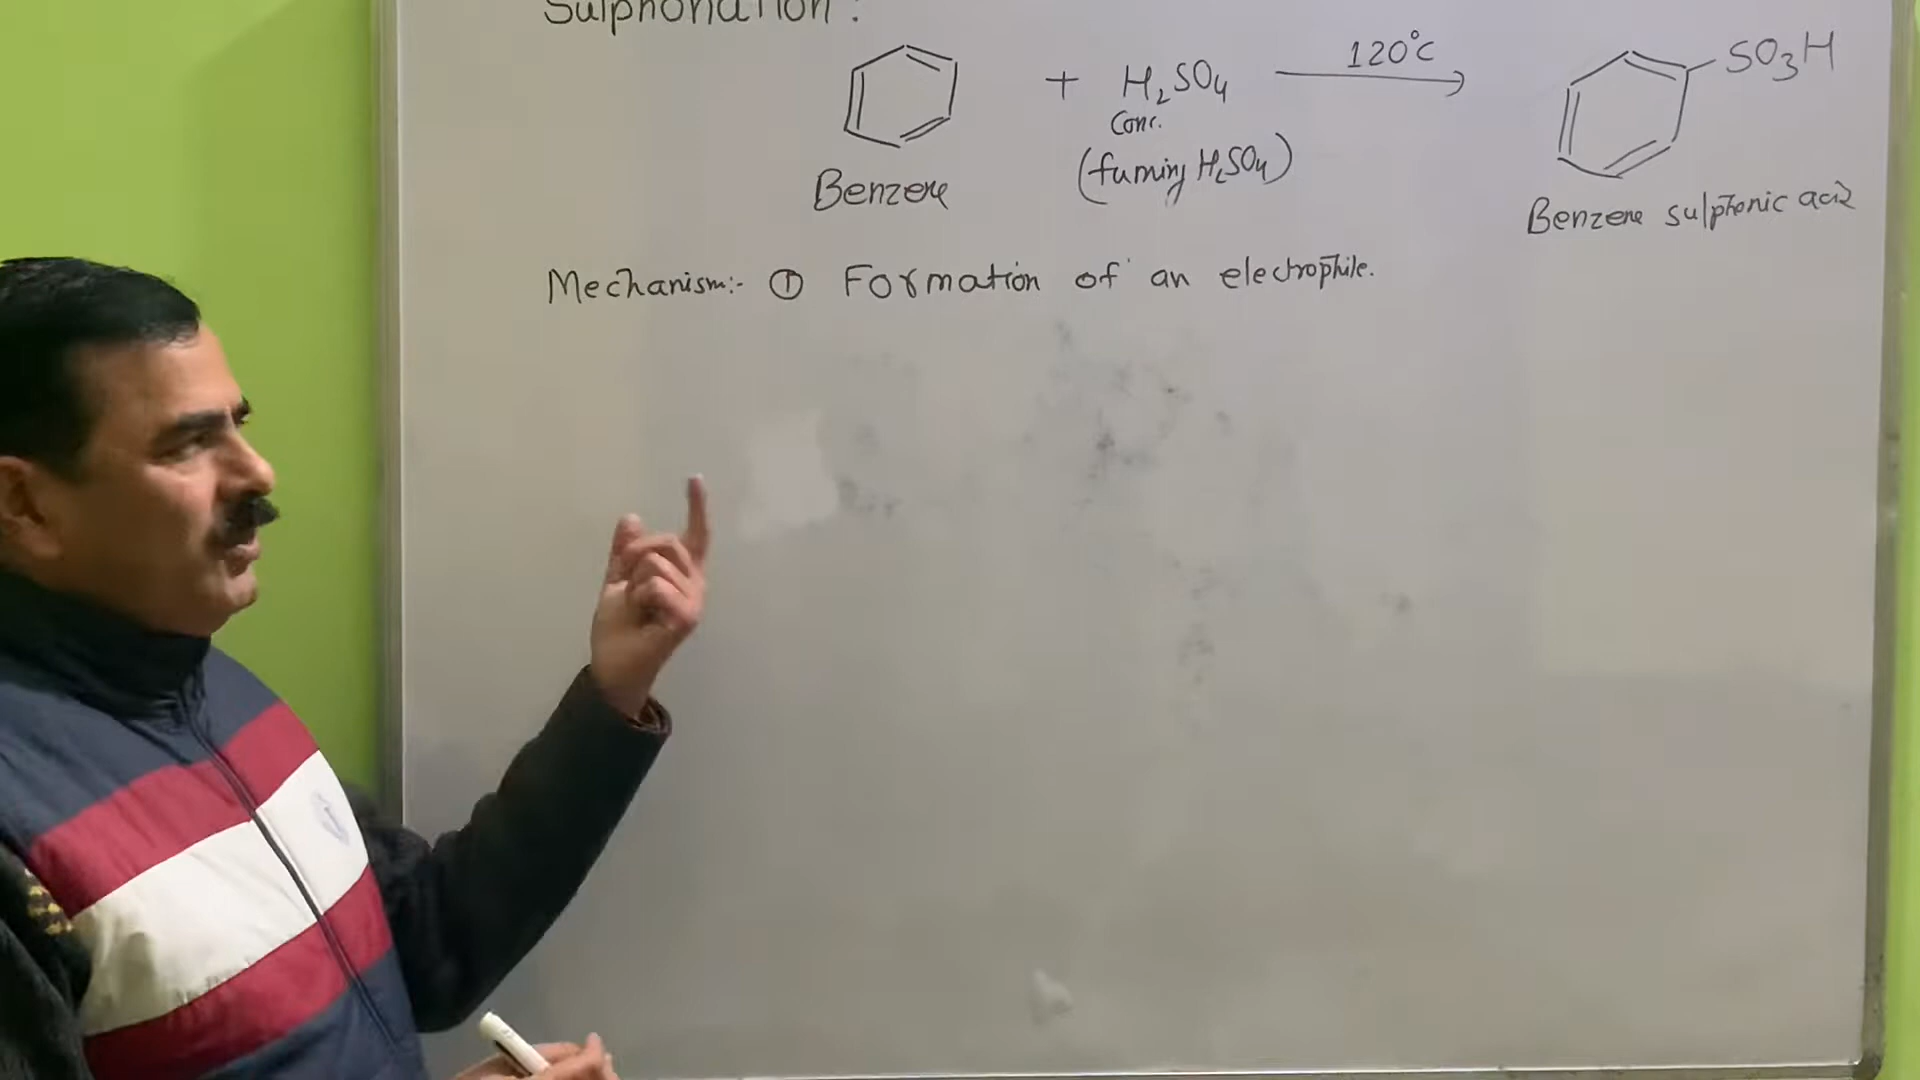 Sulphonation :
120°C
+ H2SO4
SO3H
Conc.
(fuming H2SO4)
Benzene
Benzene sulphonic acid
Mechanism:- ① Formation of an electrophile.